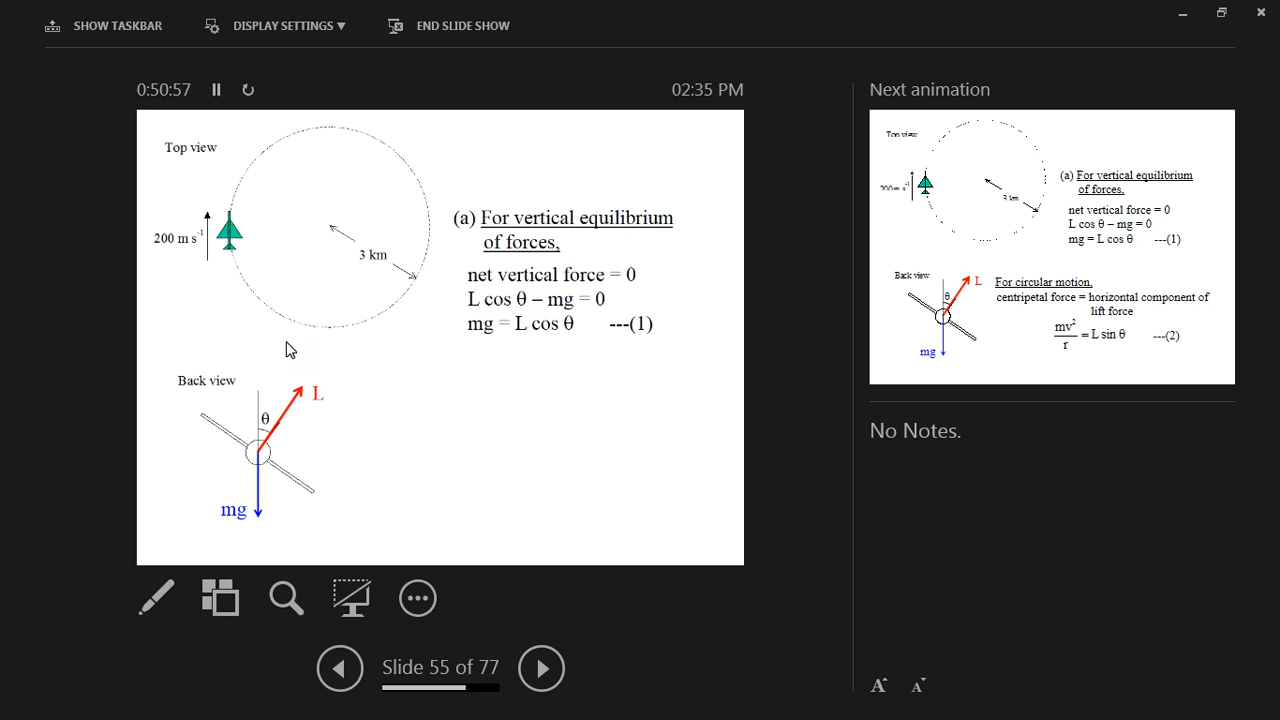 SHOW TASKBAR
DISPLAY SETTINGS ▼
END SLIDE SHOW
0:50:57
02:35 PM
Top view
200 m s⁻¹
3 km
(a) For vertical equilibrium
of forces,
net vertical force = 0
L cos θ – mg = 0
mg = L cos θ ---(1)
Back view
θ
L
mg
Slide 55 of 77
Next animation
Top view
200 m s⁻¹
3 km
(a) For vertical equilibrium
of forces,
net vertical force = 0
L cos θ – mg = 0
mg = L cos θ ---(1)
Back view
θ
L
mg
For circular motion,
centripetal force = horizontal component of
lift force
mv²/r = L sin θ ---(2)
No Notes.
A A